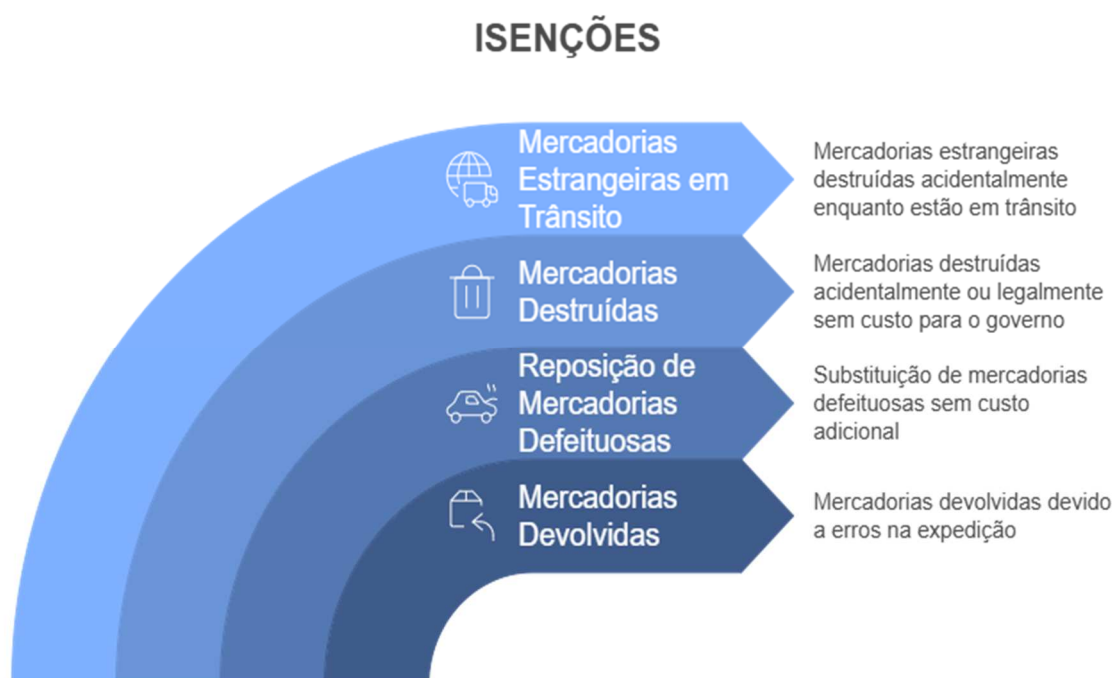 ISENÇÕES
Mercadorias
Estrangeiras em
Trânsito
Mercadorias estrangeiras
destruídas acidentalmente
enquanto estão em trânsito
Mercadorias
Destruídas
Mercadorias destruídas
acidentalmente ou legalmente
sem custo para o governo
Reposição de
Mercadorias
Defeituosas
Substituição de mercadorias
defeituosas sem custo
adicional
Mercadorias
Devolvidas
Mercadorias devolvidas devido
a erros na expedição